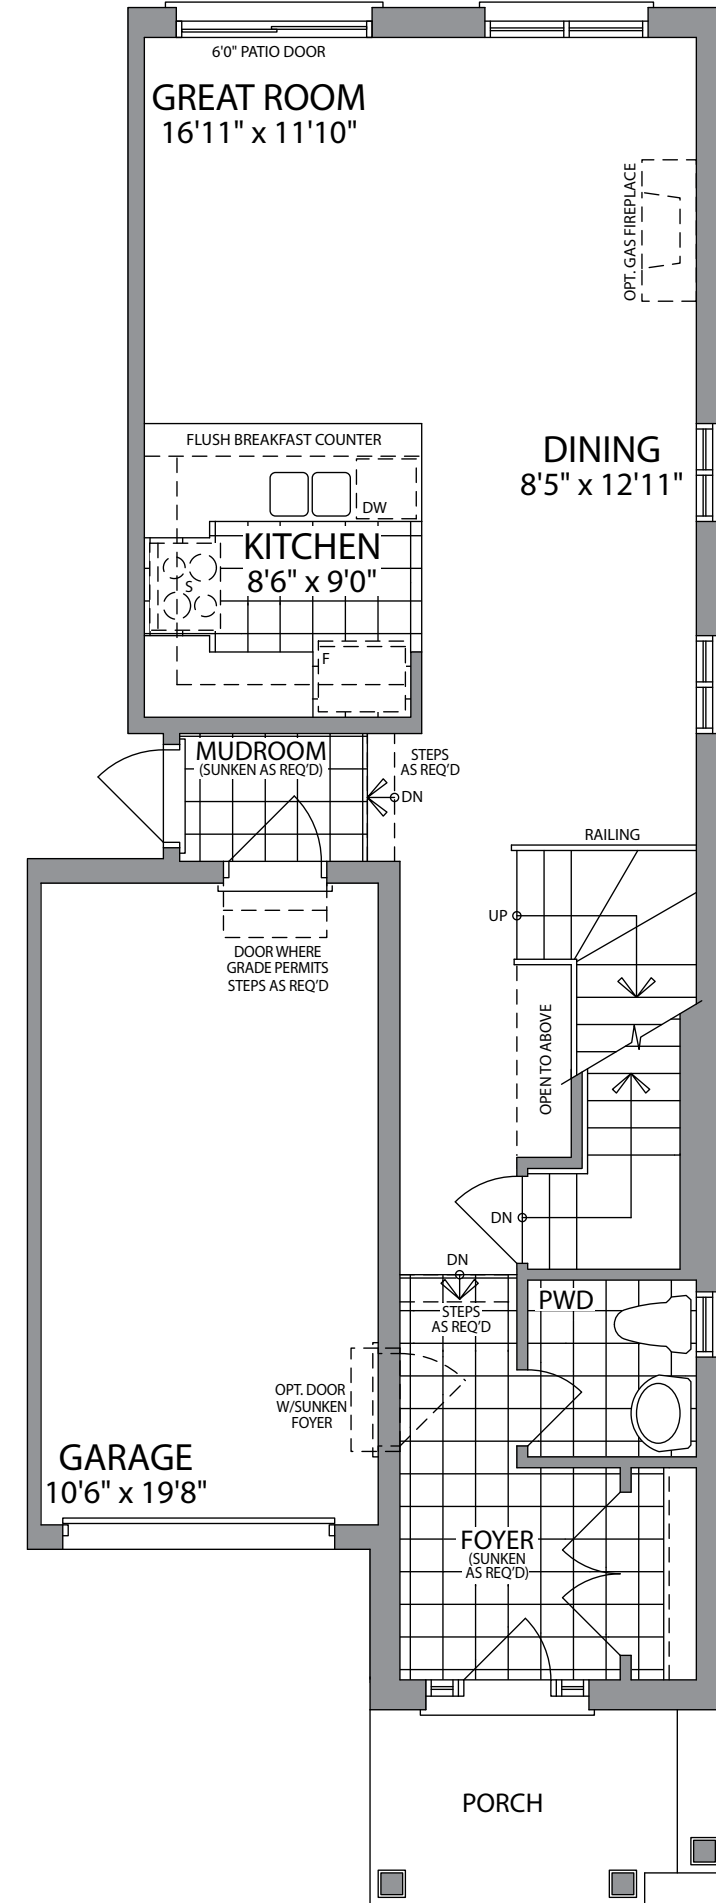 6'0" PATIO DOOR
GREAT ROOM
16'11" x 11'10"
OPT. GAS FIREPLACE
FLUSH BREAKFAST COUNTER
DINING
8'5" x 12'11"
DW
KITCHEN
8'6" x 9'0"
S
F
MUDROOM
(SUNKEN AS REQ'D)
STEPS
AS REQ'D
DN
RAILING
UP
DOOR WHERE
GRADE PERMITS
STEPS AS REQ'D
OPEN TO ABOVE
DN
DN
STEPS
AS REQ'D
PWD
OPT. DOOR
W/SUNKEN
FOYER
GARAGE
10'6" x 19'8"
FOYER
(SUNKEN
AS REQ'D)
PORCH